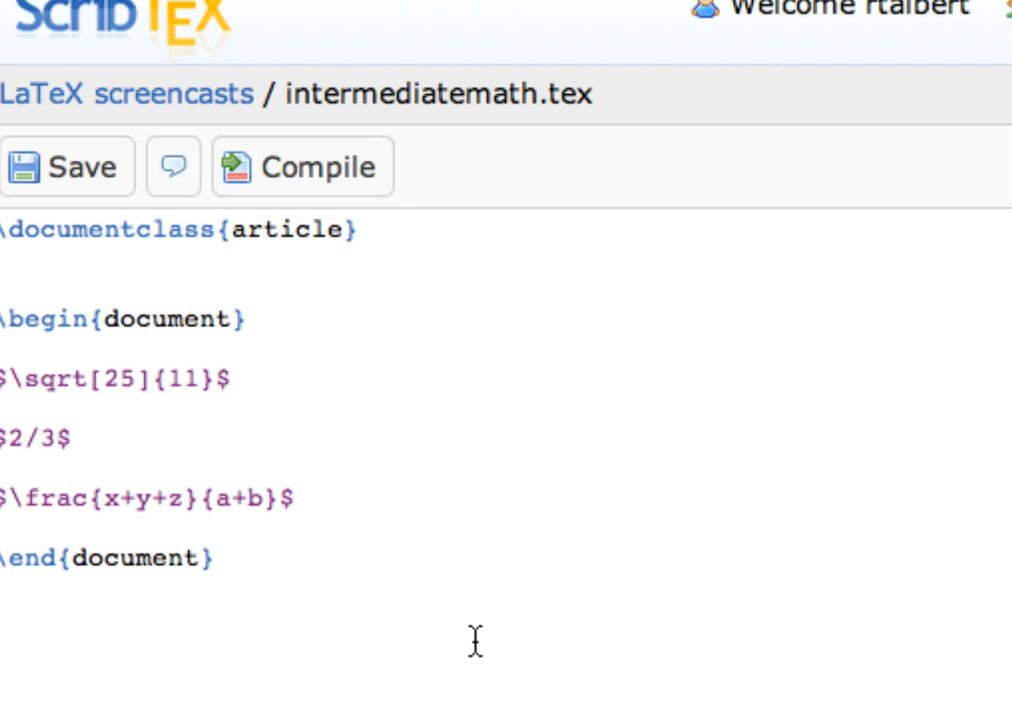 ScribTEX
Welcome rtalbert
LaTeX screencasts / intermediatemath.tex
Save
Compile
\documentclass{article}
\begin{document}
$\sqrt[25]{11}$
$2/3$
$\frac{x+y+z}{a+b}$
\end{document}